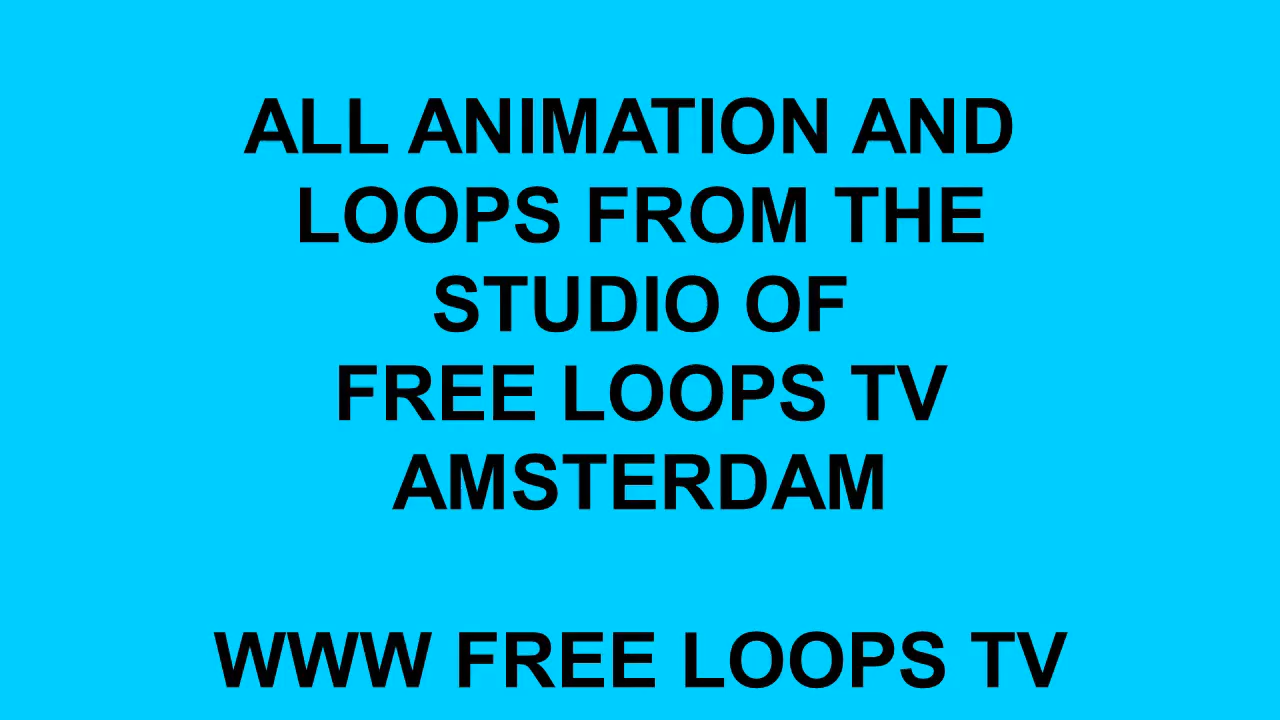 ALL ANIMATION AND
LOOPS FROM THE
STUDIO OF
FREE LOOPS TV
AMSTERDAM
WWW FREE LOOPS TV